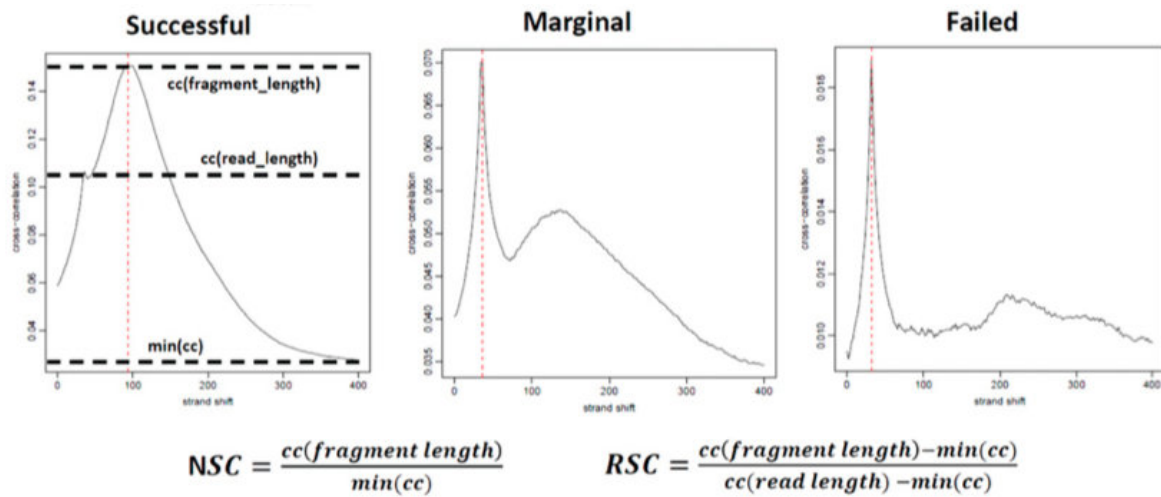 Successful
Marginal
Failed
cross-correlation
0.14
0.12
0.10
0.06
0.04
cc(fragment_length)
cc(read_length)
min(cc)
0 100 200 300 400
strand shift
cross-correlation
0.070
0.065
0.060
0.055
0.050
0.045
0.040
0.035
0 100 200 300 400
strand shift
cross-correlation
0.018
0.016
0.014
0.012
0.010
0 100 200 300 400
strand shift
NSC = cc(fragment length) / min(cc)
RSC = cc(fragment length) − min(cc) / cc(read length) − min(cc)